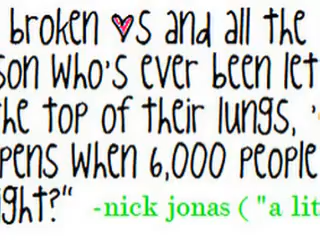 broken ♥s and all the
son who's ever been let
the top of their lungs, '
pens when 6,000 people
ght?"
-nick jonas ( "a lit